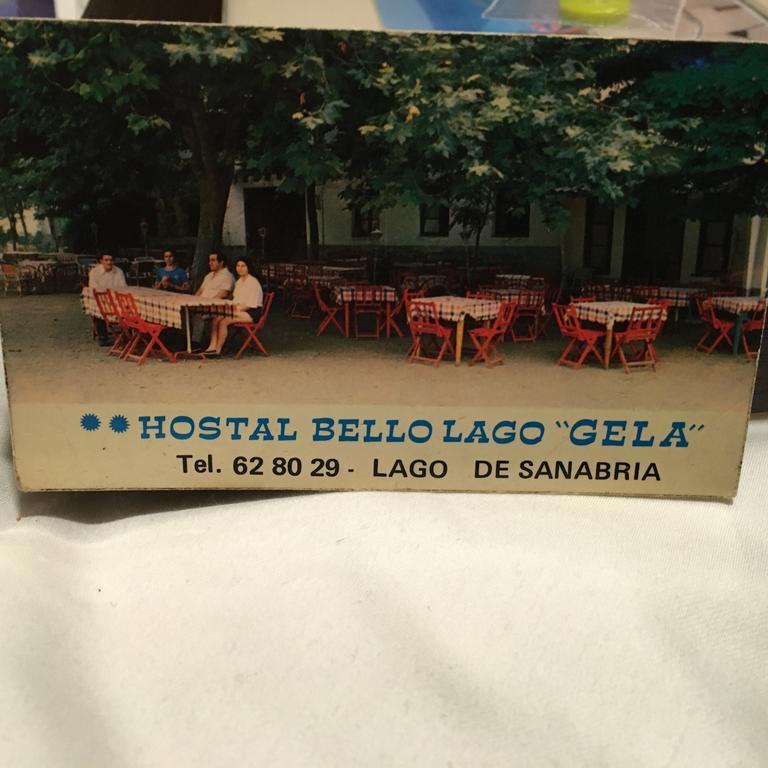 HOSTAL BELLO LAGO "GELA"
Tel. 62 80 29 - LAGO DE SANABRIA